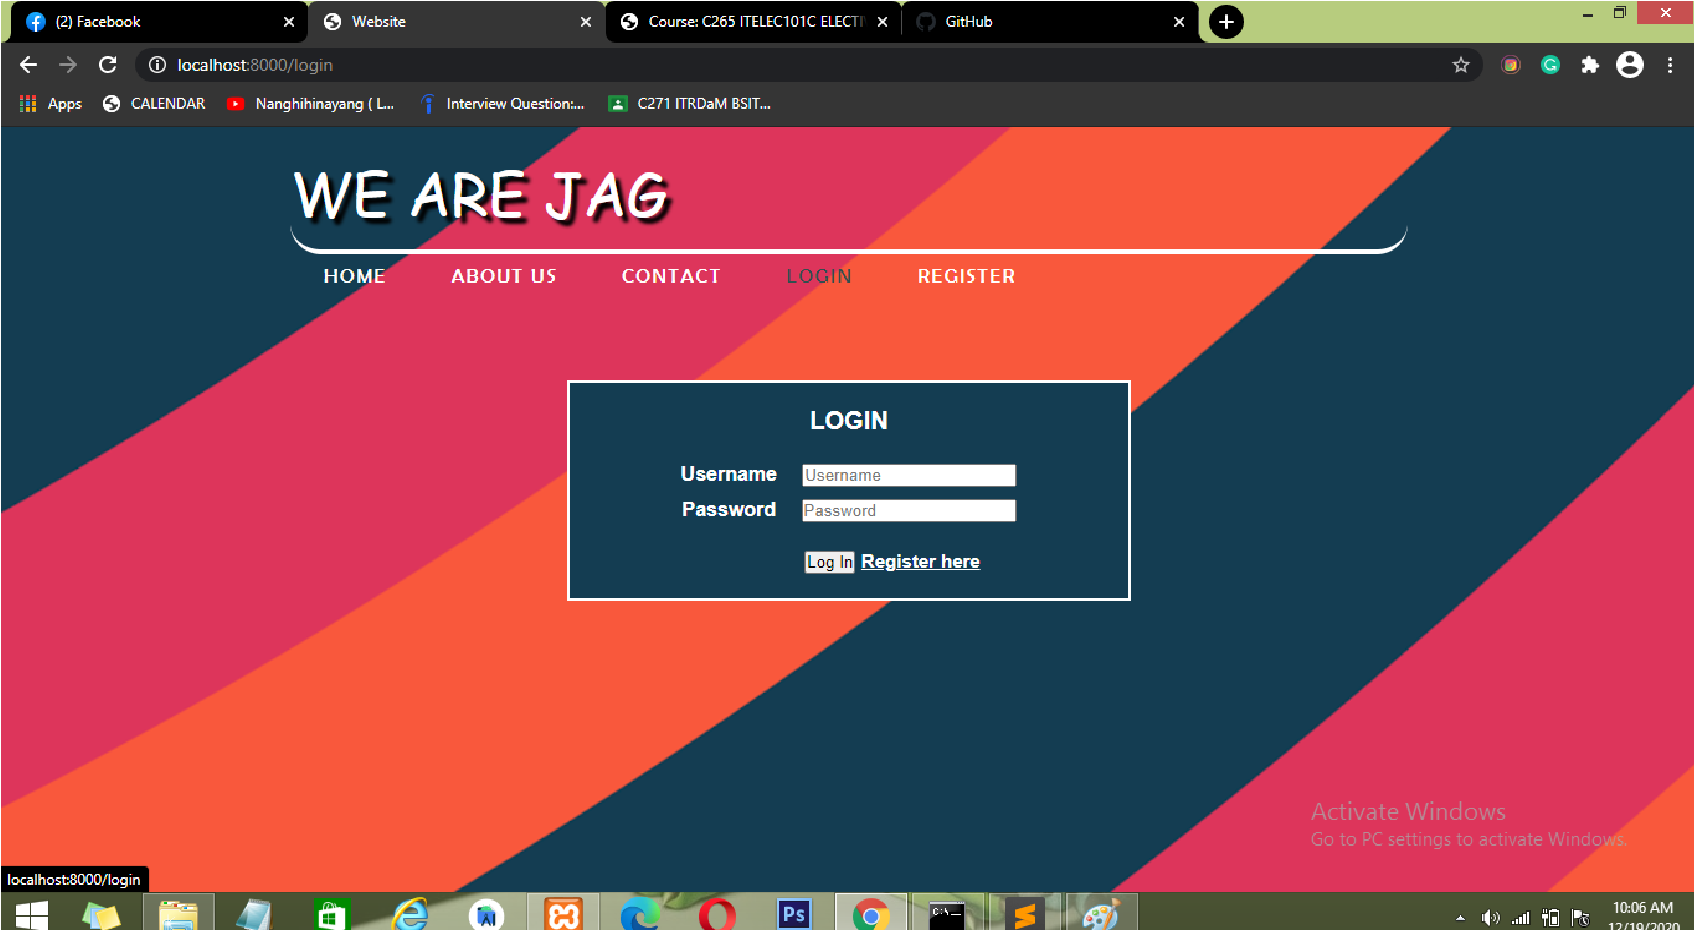 (2) Facebook
Website
Course: C265 ITELEC101C ELECTI
GitHub
localhost:8000/login
Apps
CALENDAR
Nanghihinayang ( L...
Interview Question:...
C271 ITRDaM BSIT...
WE ARE JAG
HOME ABOUT US CONTACT LOGIN REGISTER
LOGIN
Username Username
Password Password
Log In Register here
Activate Windows
Go to PC settings to activate Windows.
localhost:8000/login
Ps
C:\
10:06 AM
12/19/2020